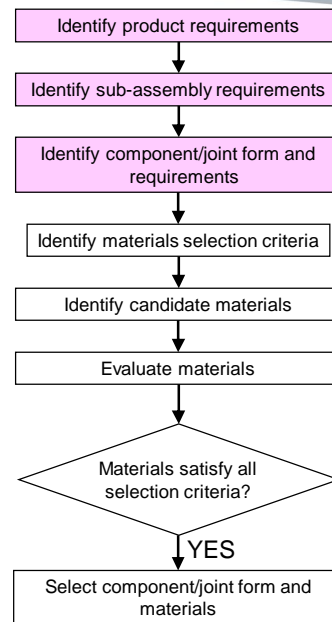 Identify product requirements
Identify sub-assembly requirements
Identify component/joint form and
requirements
Identify materials selection criteria
Identify candidate materials
Evaluate materials
Materials satisfy all
selection criteria?
YES
Select component/joint form and
materials